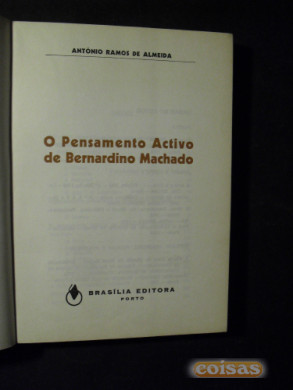 ANTÓNIO RAMOS DE ALMEIDA
O Pensamento Activo
de Bernardino Machado
BRASÍLIA EDITORA
PORTO
coisas